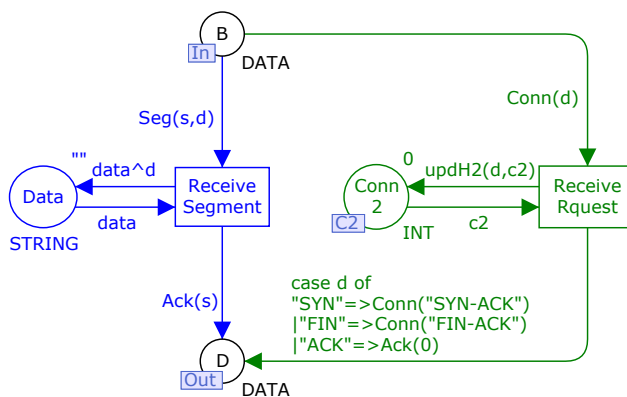 B
In
DATA
Seg(s,d)
Conn(d)
""
data^d
Data
data
STRING
Receive
Segment
0
updH2(d,c2)
Conn
2
C2
INT
c2
Receive
Rquest
Ack(s)
case d of
"SYN"=>Conn("SYN-ACK")
|"FIN"=>Conn("FIN-ACK")
|"ACK"=>Ack(0)
D
Out
DATA